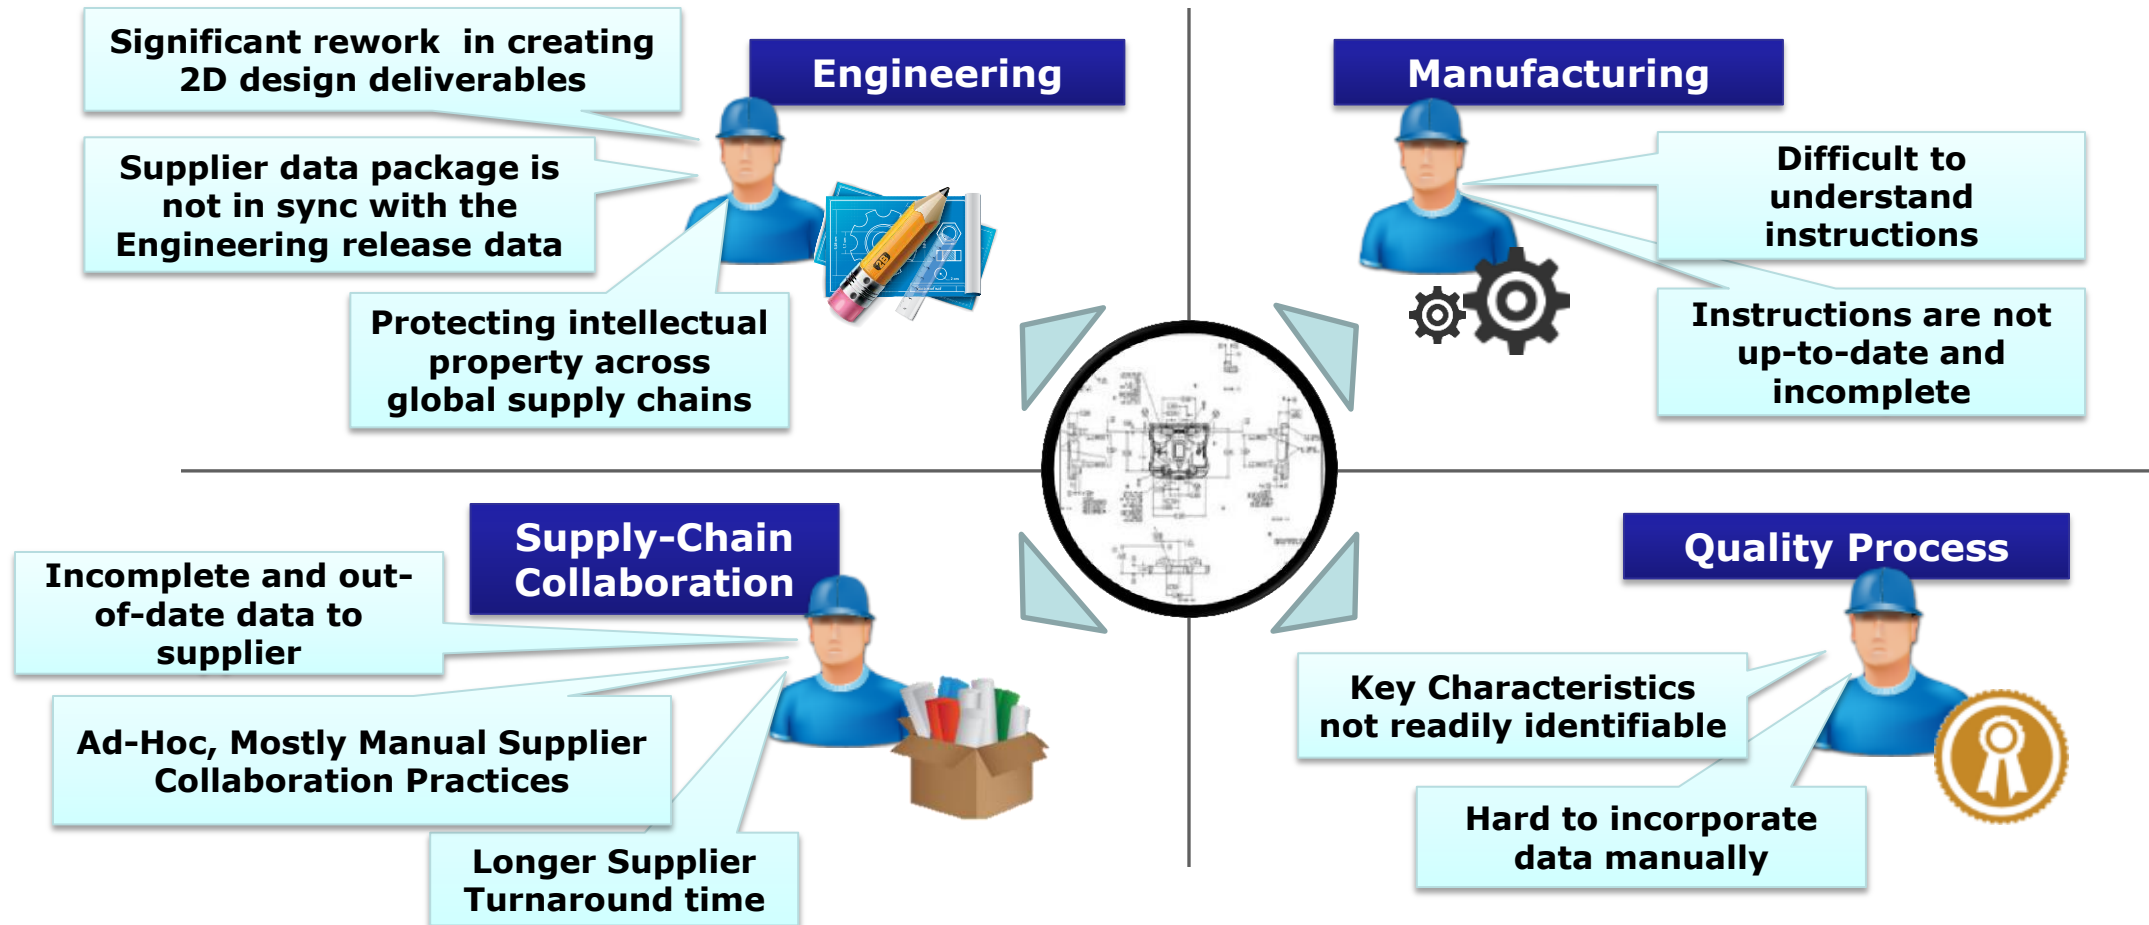 Significant rework in creating
2D design deliverables
Engineering
Supplier data package is
not in sync with the
Engineering release data
Protecting intellectual
property across
global supply chains
Manufacturing
Difficult to
understand
instructions
Instructions are not
up-to-date and
incomplete
Supply-Chain
Collaboration
Incomplete and out-
of-date data to
supplier
Ad-Hoc, Mostly Manual Supplier
Collaboration Practices
Longer Supplier
Turnaround time
Quality Process
Key Characteristics
not readily identifiable
Hard to incorporate
data manually